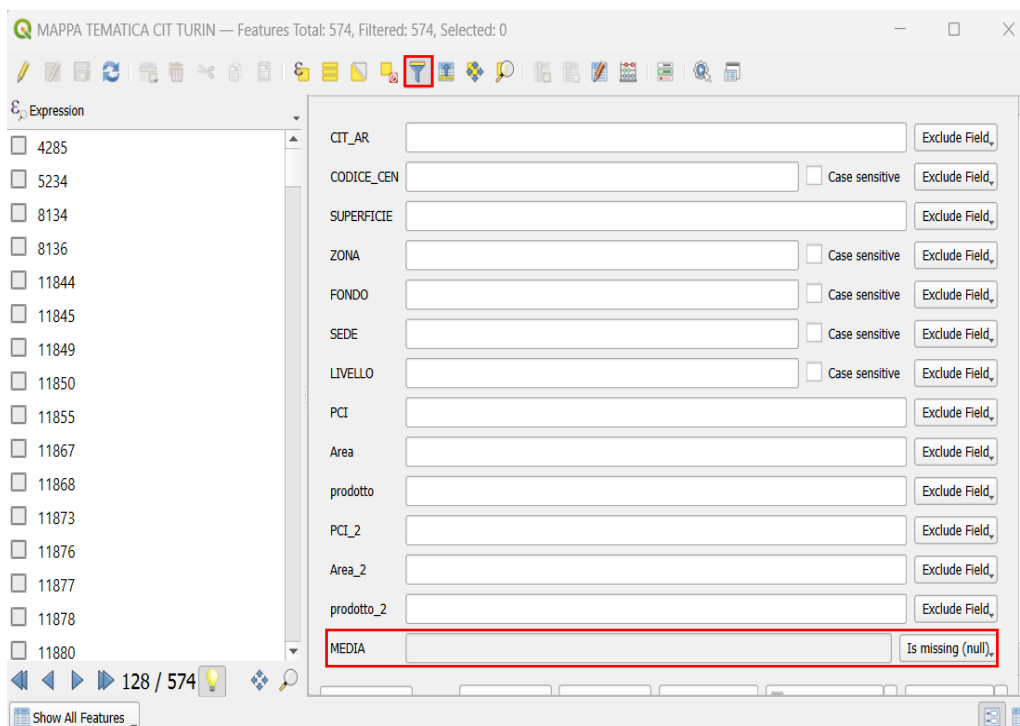 MAPPA TEMATICA CIT TURIN — Features Total: 574, Filtered: 574, Selected: 0
Expression
4285
5234
8134
8136
11844
11845
11849
11850
11855
11867
11868
11873
11876
11877
11878
11880
128 / 574
Show All Features
CIT_AR Exclude Field
CODICE_CEN Case sensitive Exclude Field
SUPERFICIE Exclude Field
ZONA Case sensitive Exclude Field
FONDO Case sensitive Exclude Field
SEDE Case sensitive Exclude Field
LIVELLO Case sensitive Exclude Field
PCI Exclude Field
Area Exclude Field
prodotto Exclude Field
PCI_2 Exclude Field
Area_2 Exclude Field
prodotto_2 Exclude Field
MEDIA Is missing (null)